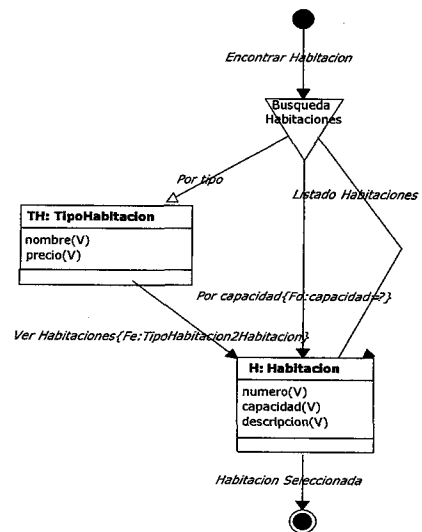 Encontrar Habitacion
Busqueda
Habitaciones
Por tipo
Listado Habitaciones
TH: TipoHabitacion
nombre(V)
precio(V)
Por capacidad{Fd:capacidad=?}
Ver Habitaciones{Fe:TipoHabitacion2Habitacion}
H: Habitacion
numero(V)
capacidad(V)
descripcion(V)
Habitacion Seleccionada